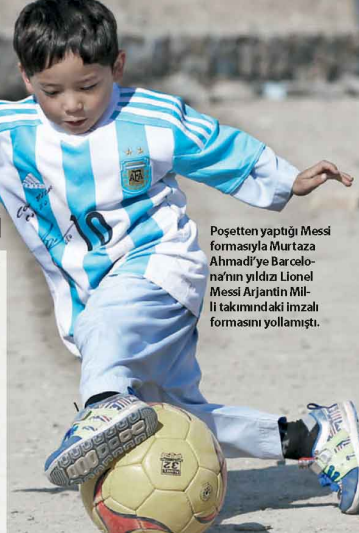 AFA
10
Poşetten yaptığı Messi
formasıyla Murtaza
Ahmadi’ye Barcelo-
na’nın yıldızı Lionel
Messi Arjantin Mil-
li takımındaki imzalı
formasını yollamıştı.
32